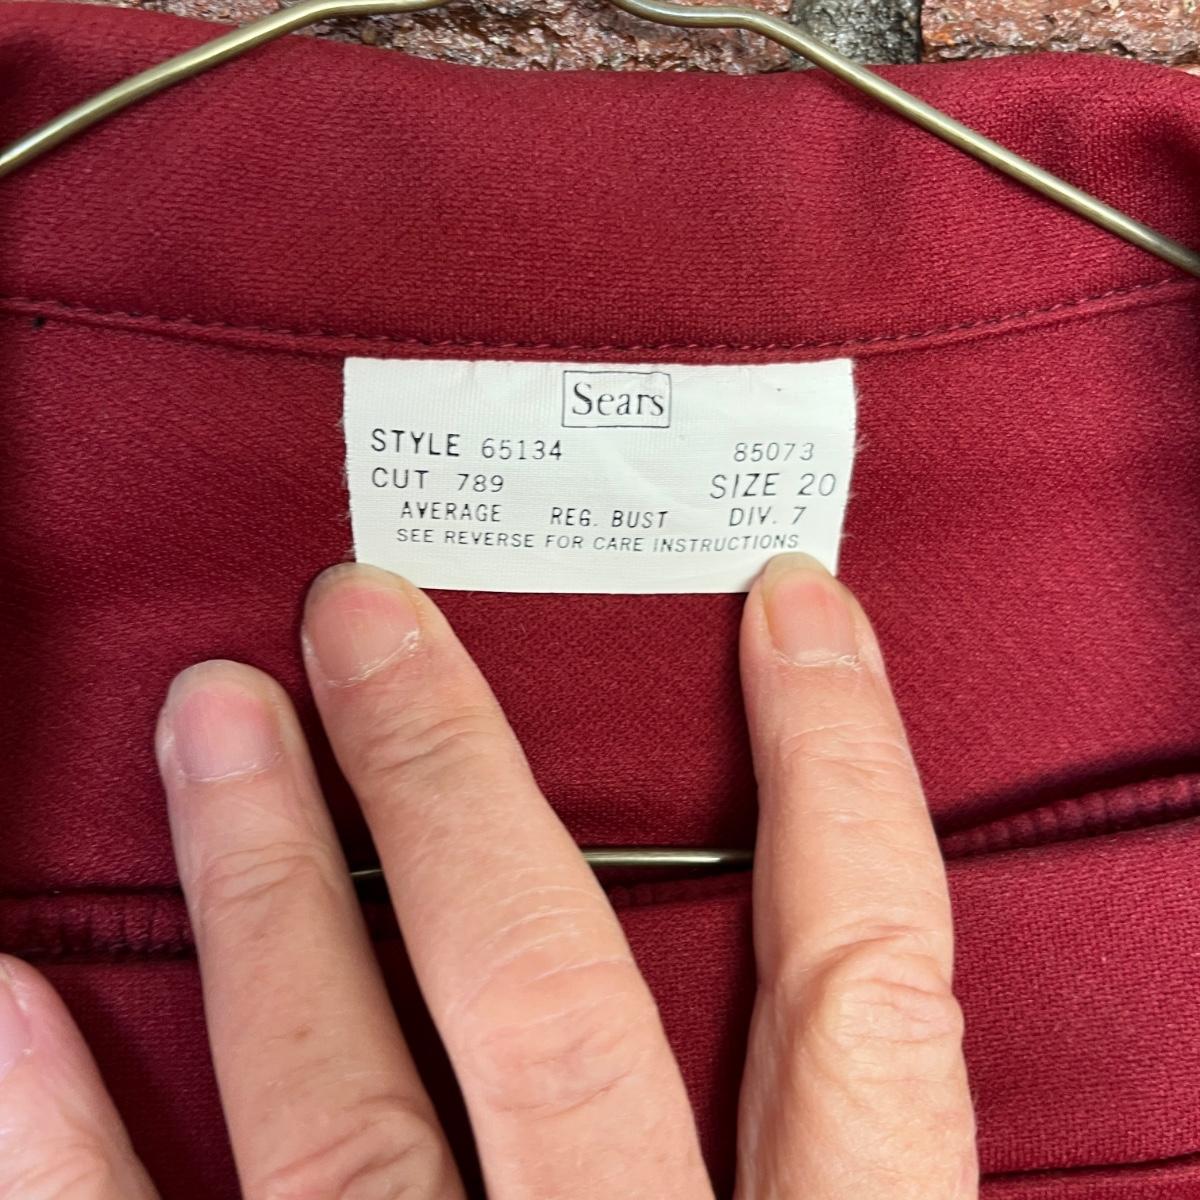 Sears
STYLE 65134 85073
CUT 789 SIZE 20
AVERAGE REG. BUST DIV. 7
SEE REVERSE FOR CARE INSTRUCTIONS